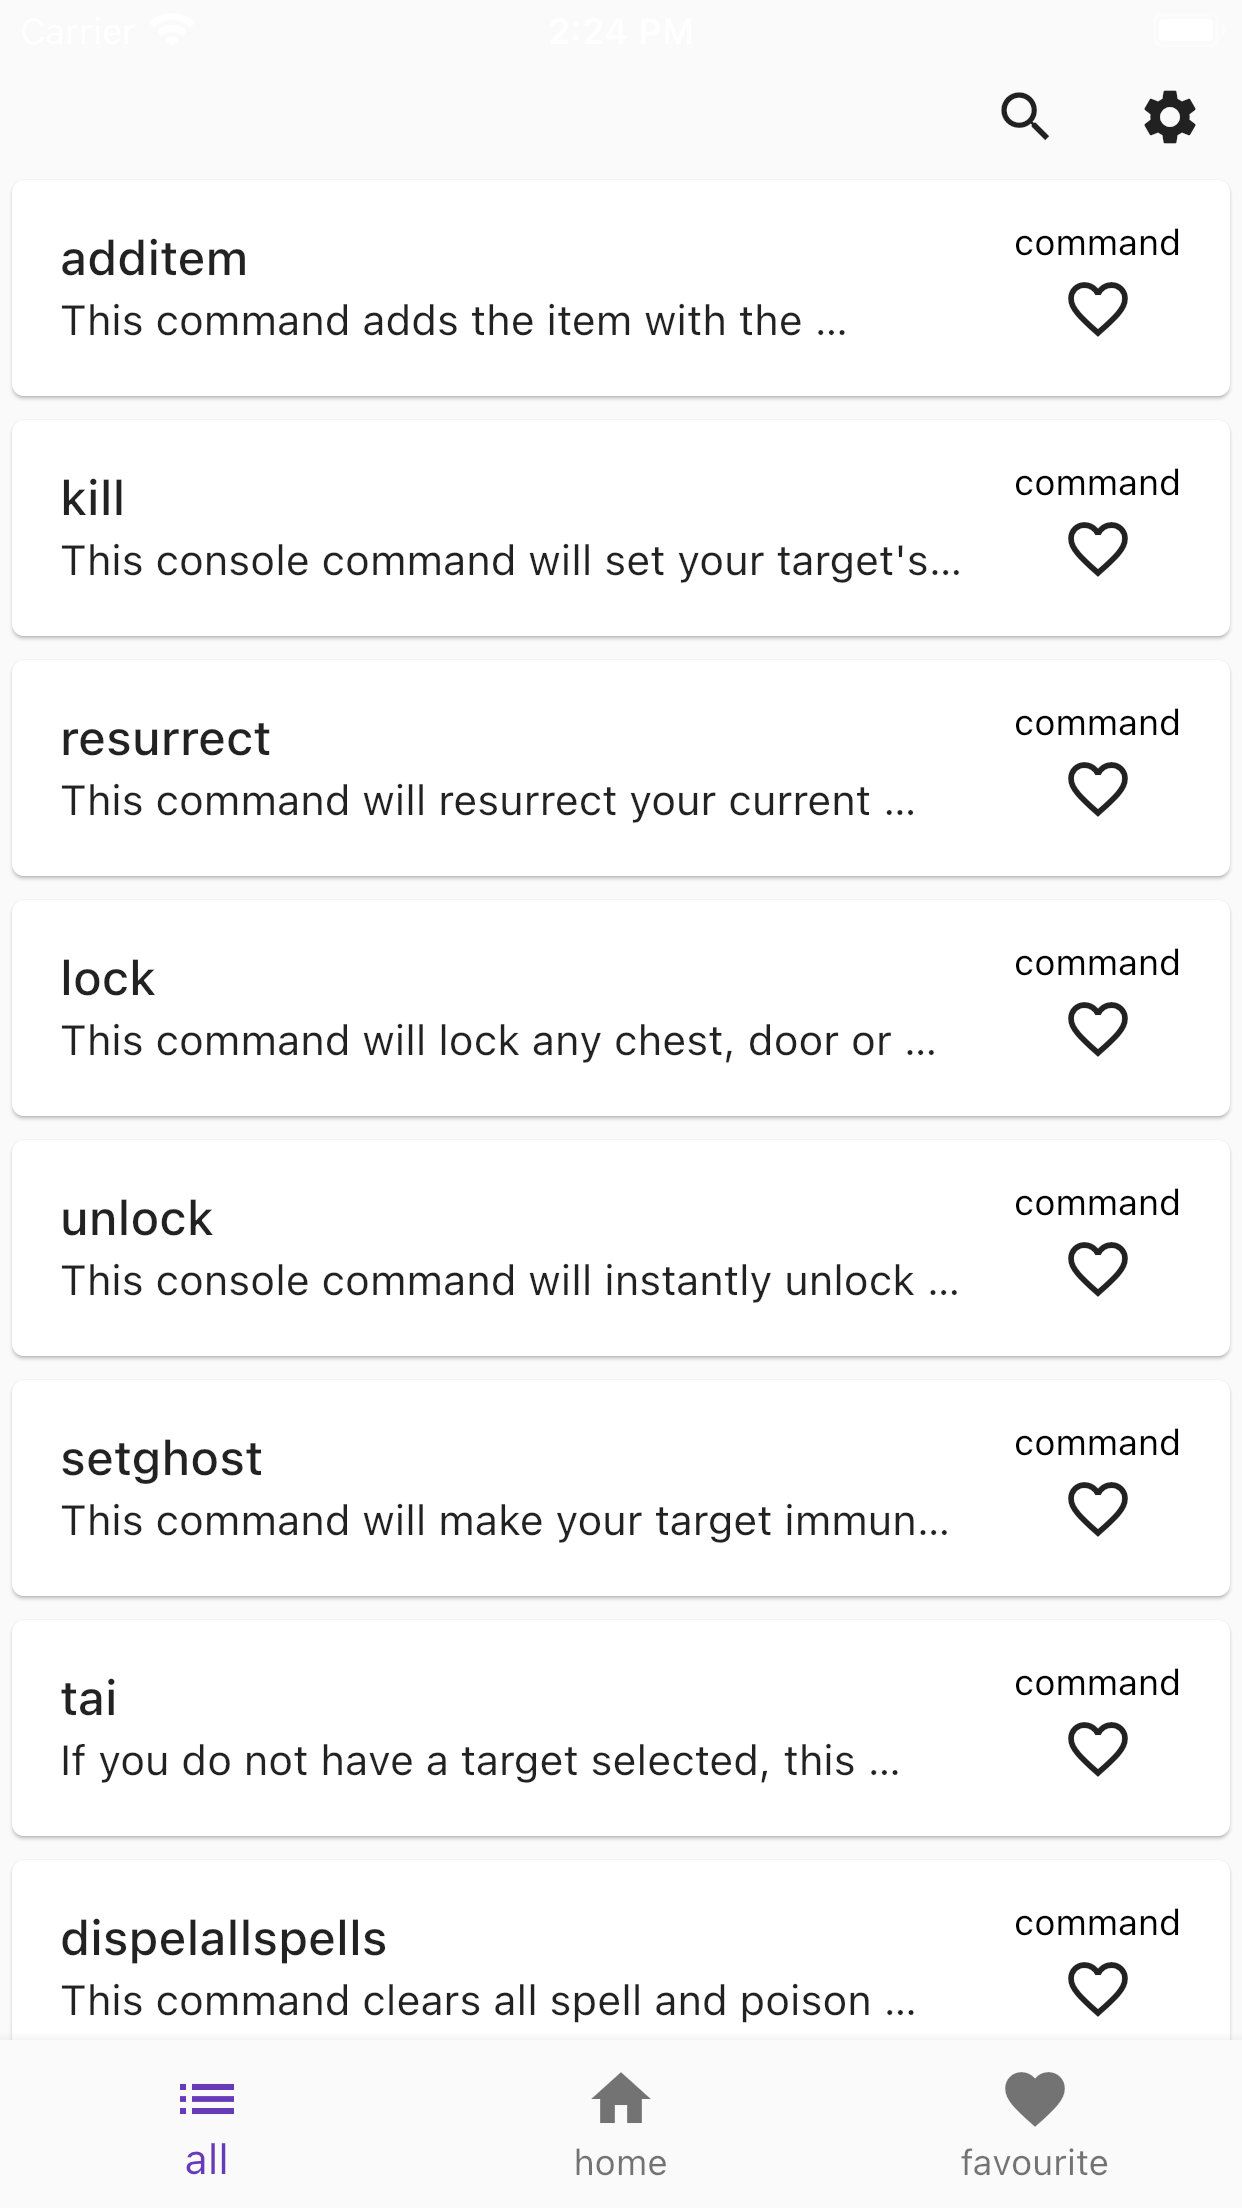 Carrier 2:24 PM
additem
command
This command adds the item with the ...
kill
command
This console command will set your target's...
resurrect
command
This command will resurrect your current ...
lock
command
This command will lock any chest, door or ...
unlock
command
This console command will instantly unlock ...
setghost
command
This command will make your target immun...
tai
command
If you do not have a target selected, this ...
dispelallspells
command
This command clears all spell and poison ...
all home favourite